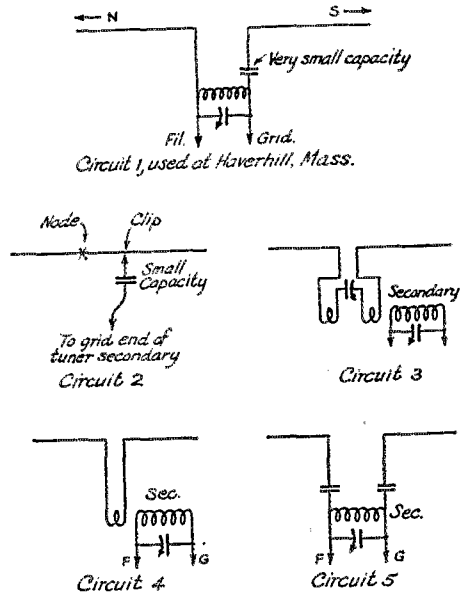 N
S
Very small capacity
Fil.
Grid.
Circuit 1, used at Haverhill, Mass.
Node
Clip
Small
Capacity
To grid end of
tuner secondary
Circuit 2
Secondary
Circuit 3
Sec.
F
G
Circuit 4
Sec.
F
G
Circuit 5